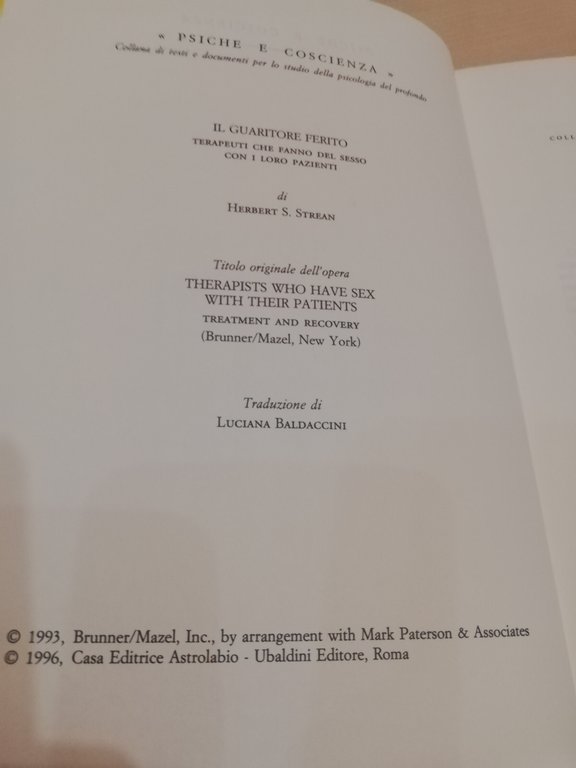 « PSICHE E COSCIENZA »
Collana di testi e documenti per lo studio della psicologia del profondo
IL GUARITORE FERITO
TERAPEUTI CHE FANNO DEL SESSO
CON I LORO PAZIENTI
di
HERBERT S. STREAN
Titolo originale dell'opera
THERAPISTS WHO HAVE SEX
WITH THEIR PATIENTS
TREATMENT AND RECOVERY
(Brunner/Mazel, New York)
Traduzione di
LUCIANA BALDACCINI
© 1993, Brunner/Mazel, Inc., by arrangement with Mark Paterson & Associates
© 1996, Casa Editrice Astrolabio - Ubaldini Editore, Roma
COLL